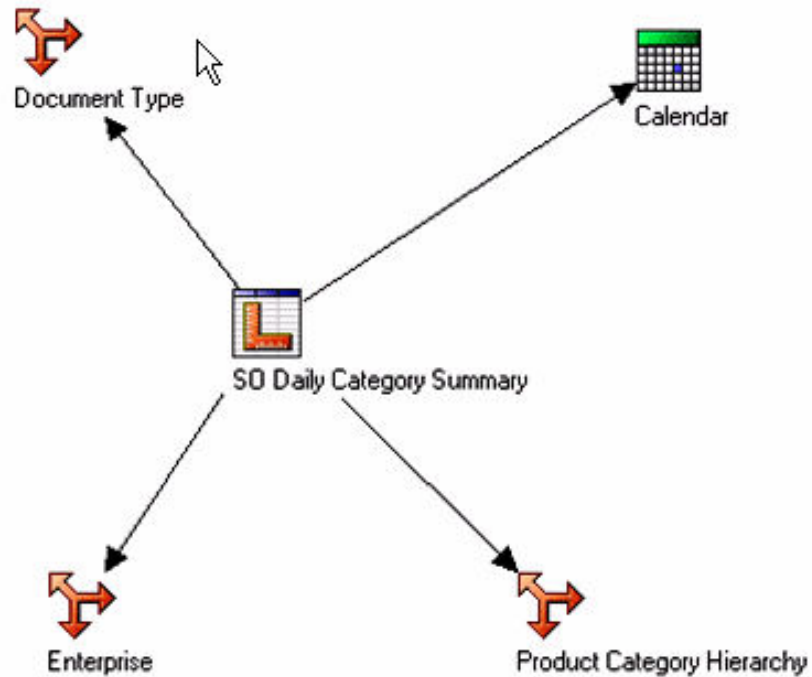 Document Type
Calendar
SO Daily Category Summary
Enterprise
Product Category Hierarchy